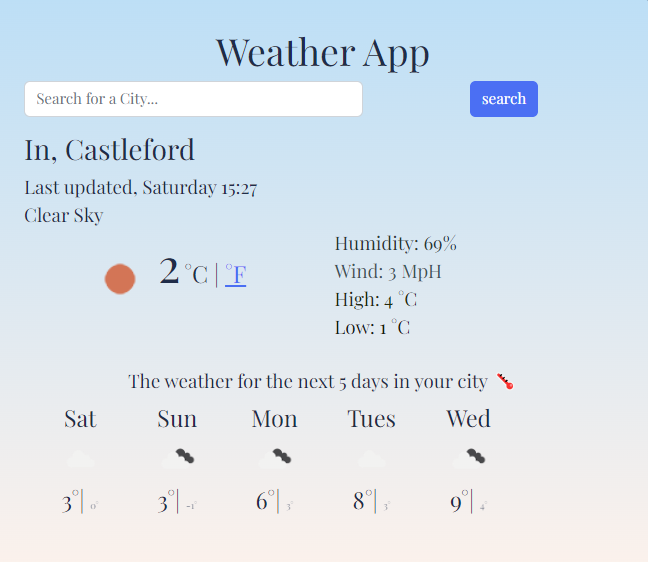 Weather App
Search for a City...
search
In, Castleford
Last updated, Saturday 15:27
Clear Sky
2 °C | °F
Humidity: 69%
Wind: 3 MpH
High: 4 °C
Low: 1 °C
The weather for the next 5 days in your city
Sat Sun Mon Tues Wed
3°| 0° 3°| -1° 6°| 3° 8°| 3° 9°| 4°